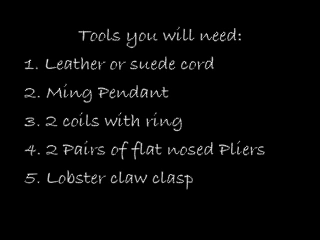 Tools you will need:
1. Leather or suede cord
2. Ming Pendant
3. 2 coils with ring
4. 2 Pairs of flat nosed Pliers
5. Lobster claw clasp